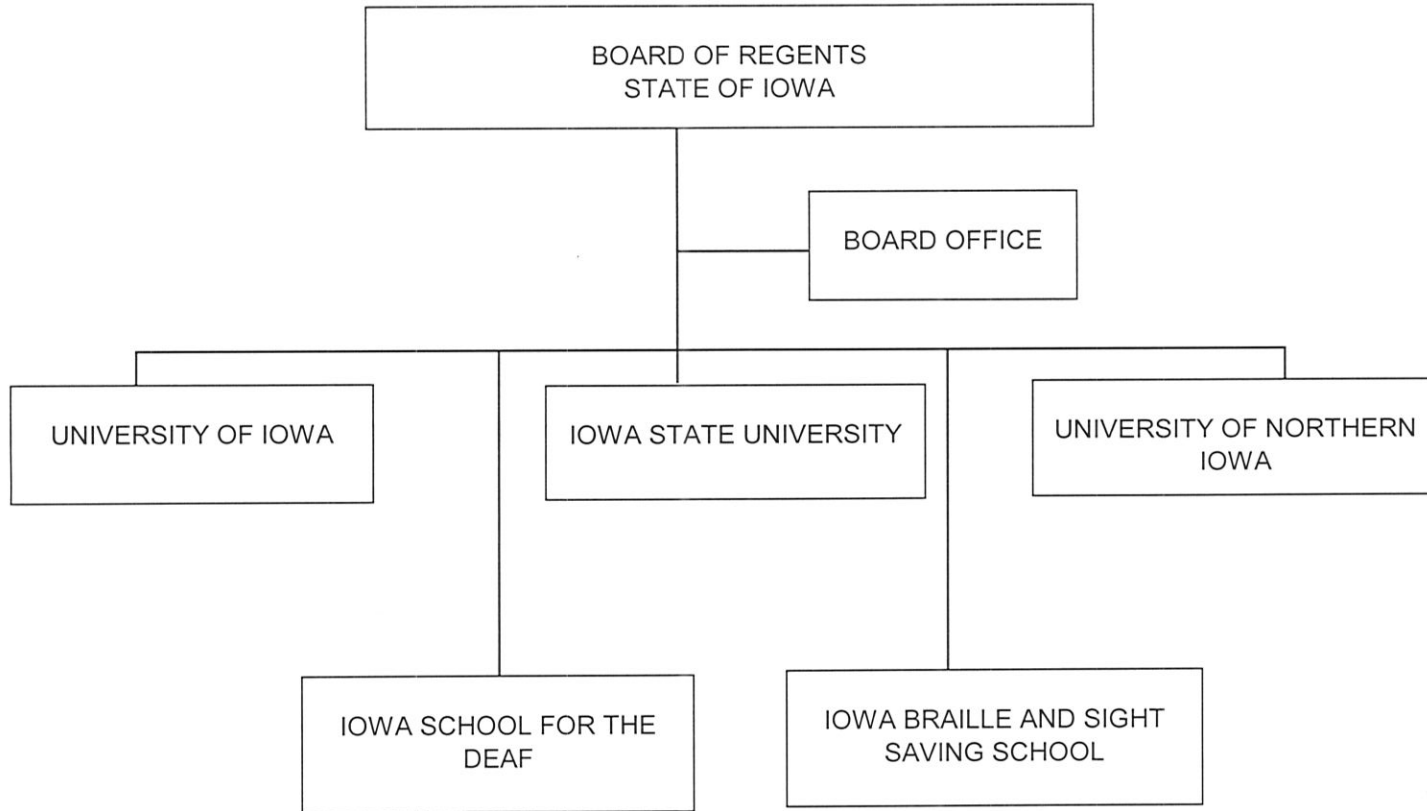 BOARD OF REGENTS
STATE OF IOWA
BOARD OFFICE
UNIVERSITY OF IOWA
IOWA STATE UNIVERSITY
UNIVERSITY OF NORTHERN
IOWA
IOWA SCHOOL FOR THE
DEAF
IOWA BRAILLE AND SIGHT
SAVING SCHOOL